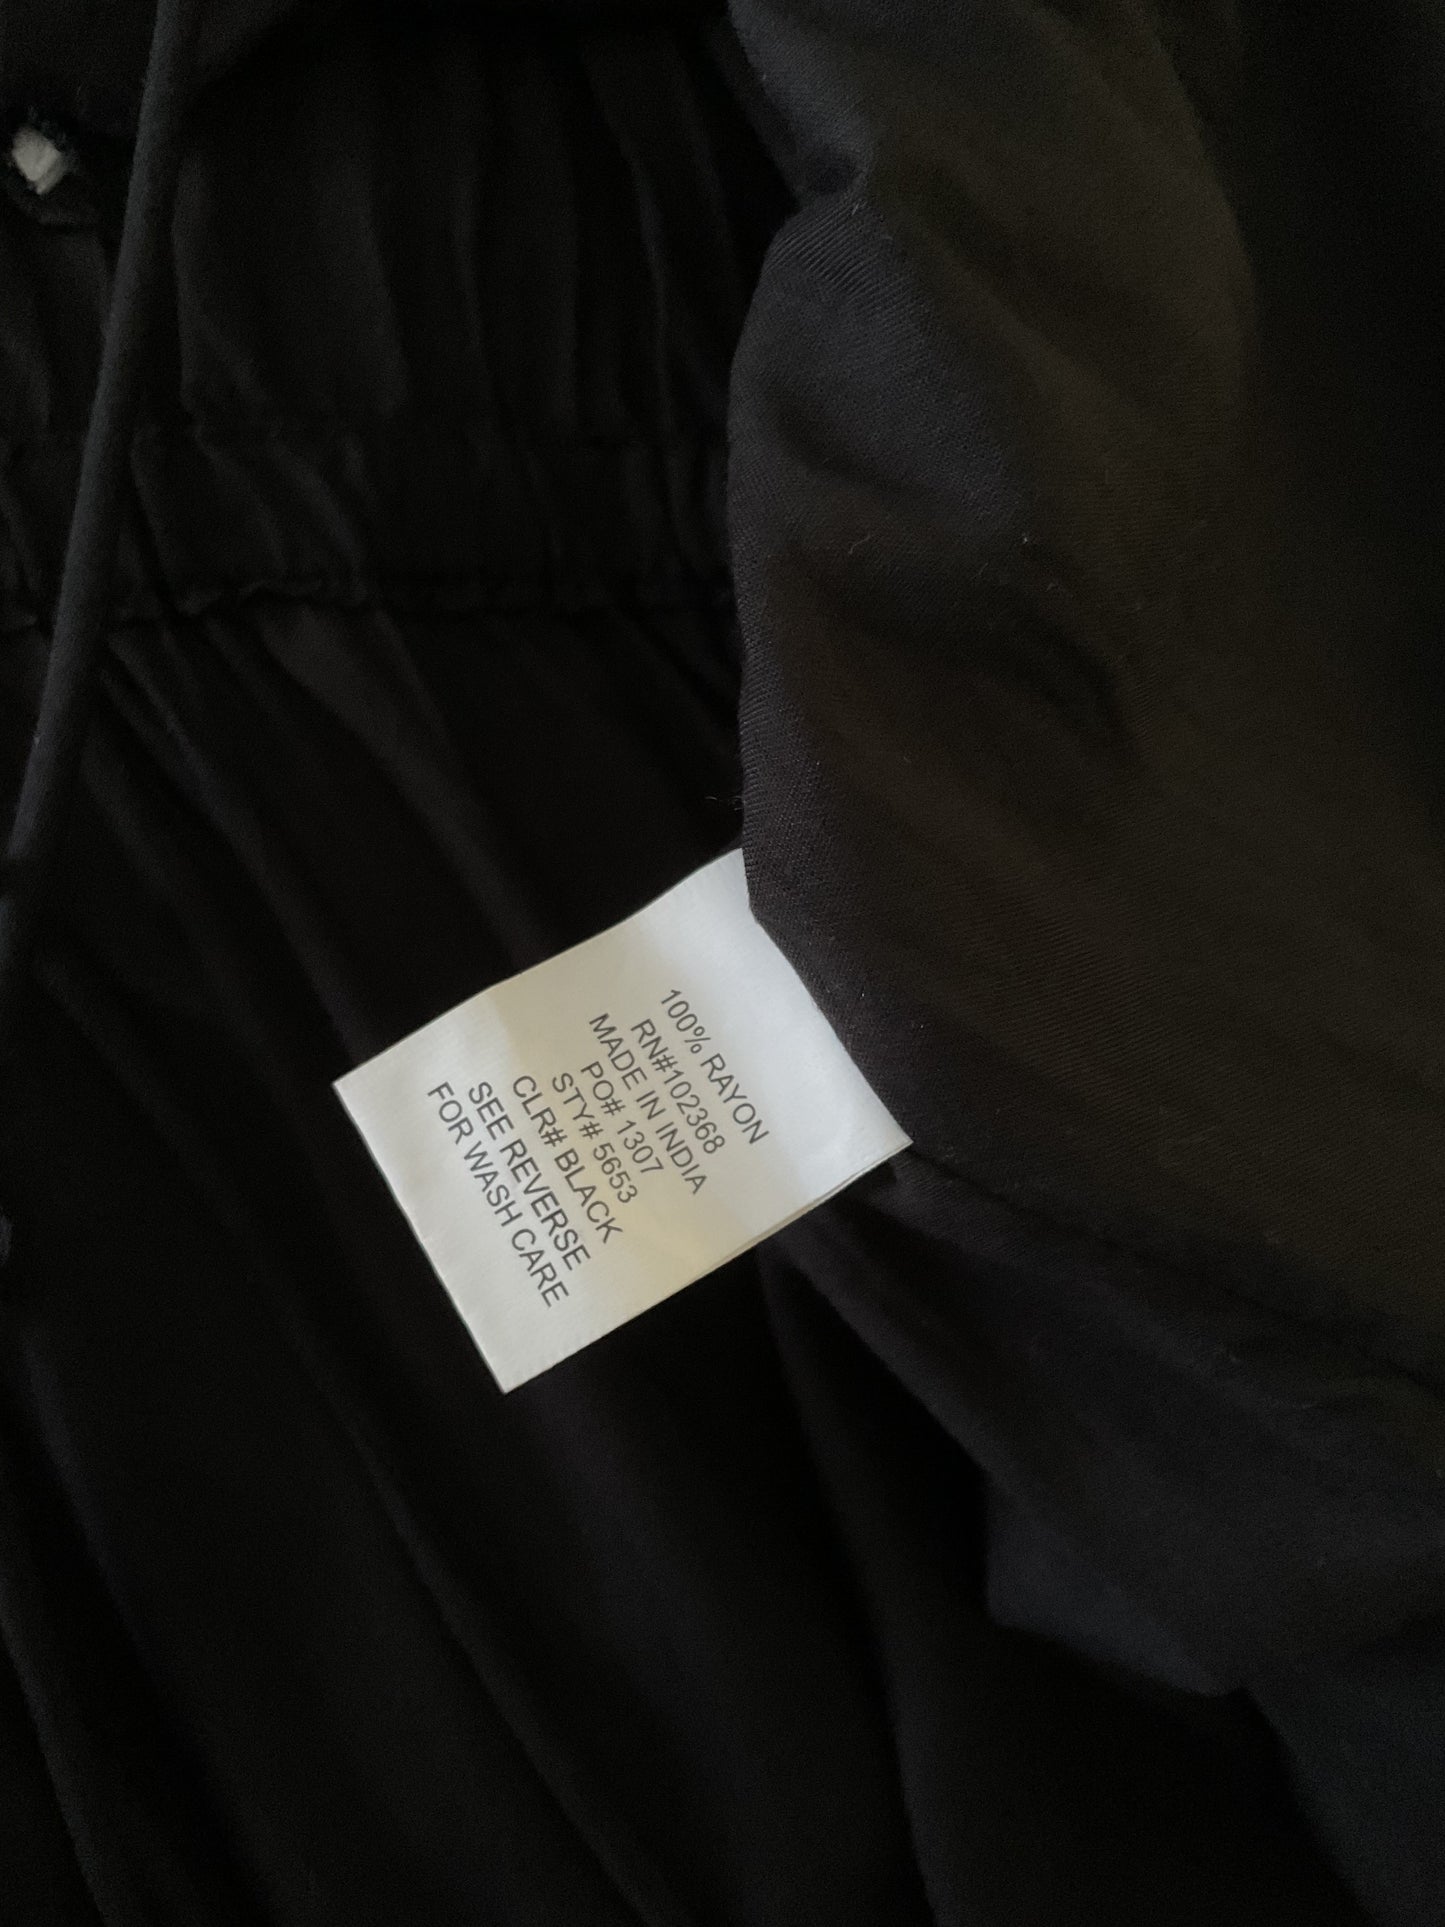 100% RAYON
RN#102368
MADE IN INDIA
PO# 1307
STY# 5653
CLR# BLACK
SEE REVERSE
FOR WASH CARE